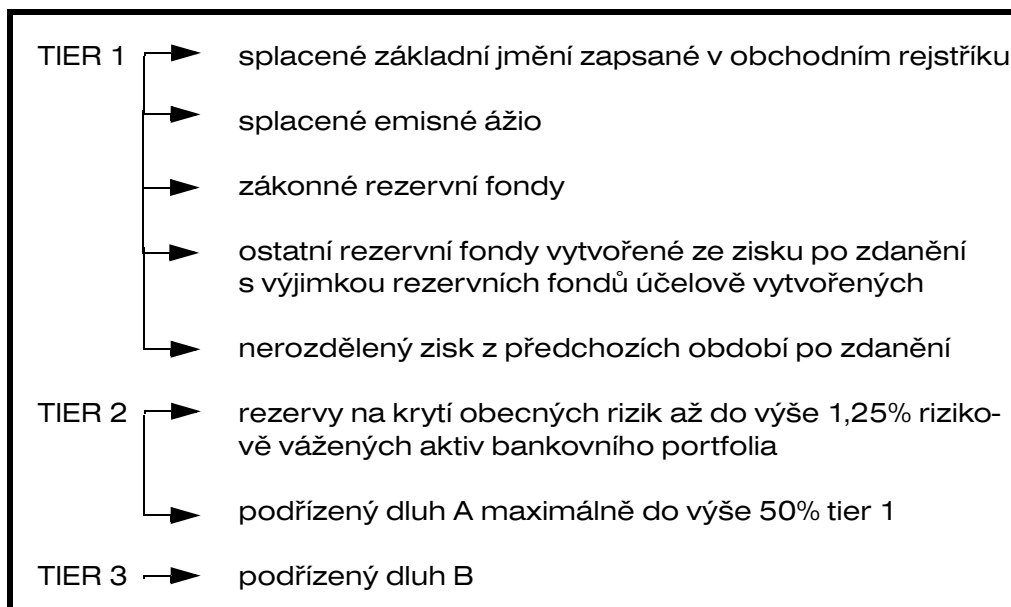 TIER 1 splacené základní jmění zapsané v obchodním rejstříku
splacené emisné ážio
zákonné rezervní fondy
ostatní rezervní fondy vytvořené ze zisku po zdanění
s výjimkou rezervních fondů účelově vytvořených
nerozdělený zisk z předchozích období po zdanění
TIER 2 rezervy na krytí obecných rizik až do výše 1,25% riziko-
vě vážených aktiv bankovního portfolia
podřízený dluh A maximálně do výše 50% tier 1
TIER 3 podřízený dluh B